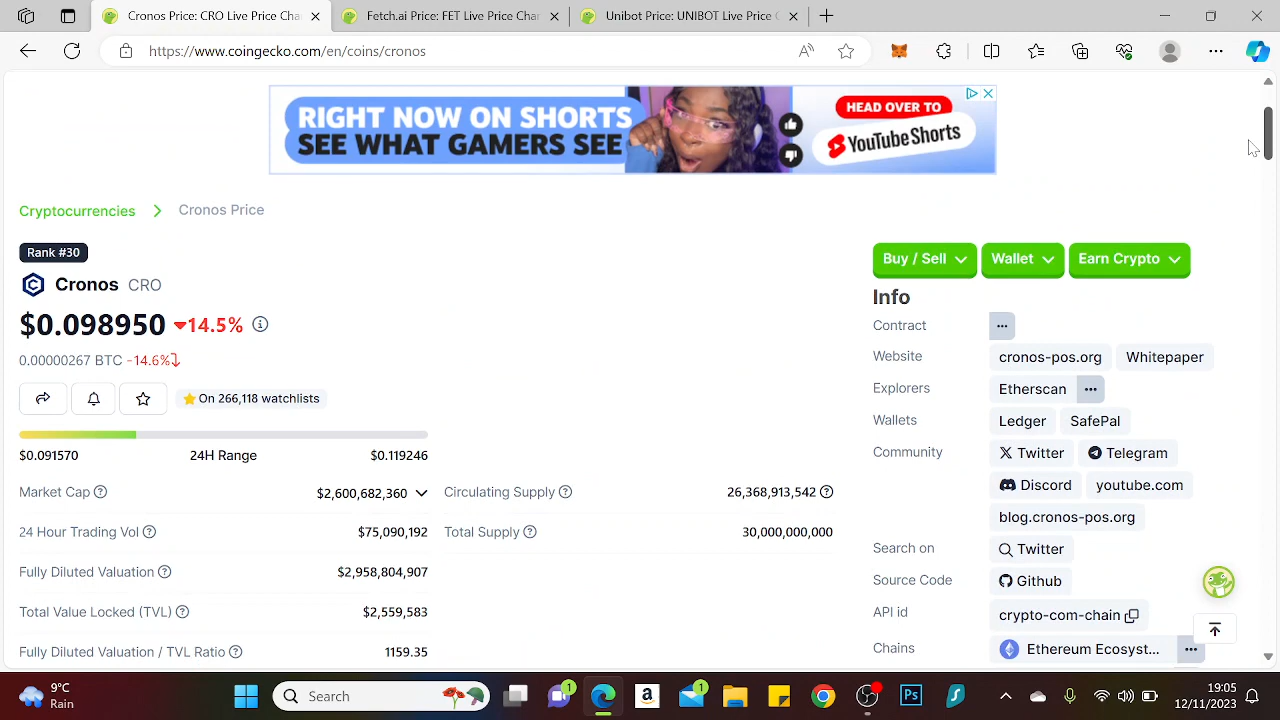 Cronos Price: CRO Live Price Cha
Fetch.ai Price: FET Live Price Ch
Unibot Price: UNIBOT Live Price C
https://www.coingecko.com/en/coins/cronos
RIGHT NOW ON SHORTS
SEE WHAT GAMERS SEE
HEAD OVER TO
YouTube Shorts
Cryptocurrencies
Cronos Price
Rank #30
Cronos CRO
$0.098950 14.5%
0.00000267 BTC -14.6%
On 266,118 watchlists
$0.091570 24H Range $0.119246
Market Cap $2,600,682,360
24 Hour Trading Vol $75,090,192
Fully Diluted Valuation $2,958,804,907
Total Value Locked (TVL) $2,559,583
Fully Diluted Valuation / TVL Ratio 1159.35
Circulating Supply 26,368,913,542
Total Supply 30,000,000,000
Buy / Sell Wallet Earn Crypto
Info
Contract ...
Website cronos-pos.org Whitepaper
Explorers Etherscan ...
Wallets Ledger SafePal
Community Twitter Telegram
Discord youtube.com
blog.cronos-pos.org
Search on Twitter
Source Code Github
API id crypto-com-chain
Chains Ethereum Ecosyst... ...
9°C
Rain
Search
1
1
Ps
19:05
12/11/2023